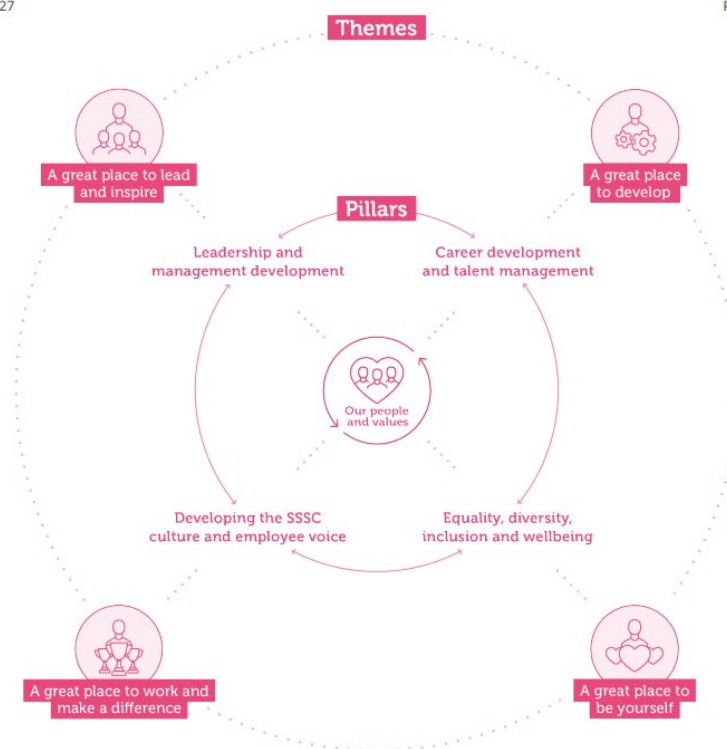 27
Themes
A great place to lead
and inspire
A great place
to develop
Pillars
Leadership and
management development
Career development
and talent management
Our people
and values
Developing the SSSC
culture and employee voice
Equality, diversity,
inclusion and wellbeing
A great place to work and
make a difference
A great place to
be yourself